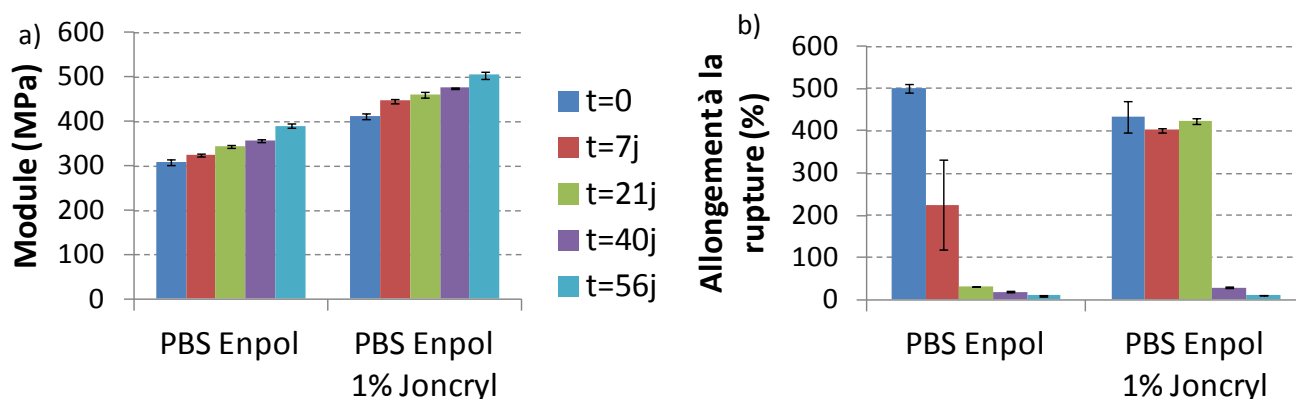 a)
Module (MPa)
600
500
400
300
200
100
0
PBS Enpol
PBS Enpol
1% Joncryl
t=0
t=7j
t=21j
t=40j
t=56j
b)
Allongement à la
rupture (%)
600
500
400
300
200
100
0
PBS Enpol
PBS Enpol
1% Joncryl